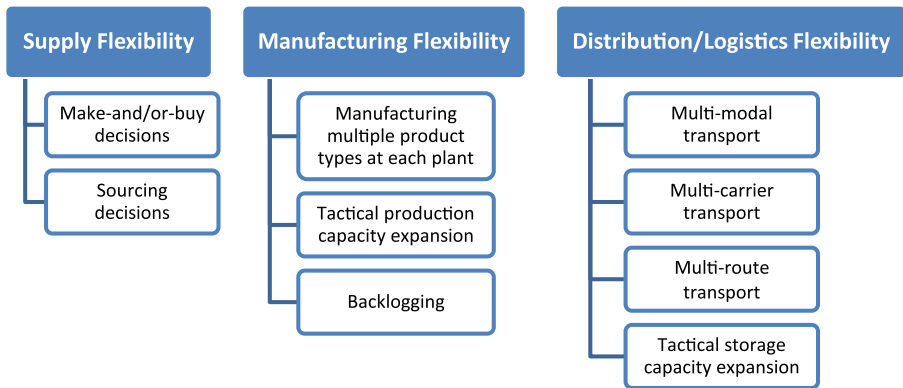 Supply Flexibility
Make-and/or-buy
decisions
Sourcing
decisions
Manufacturing Flexibility
Manufacturing
multiple product
types at each plant
Tactical production
capacity expansion
Backlogging
Distribution/Logistics Flexibility
Multi-modal
transport
Multi-carrier
transport
Multi-route
transport
Tactical storage
capacity expansion